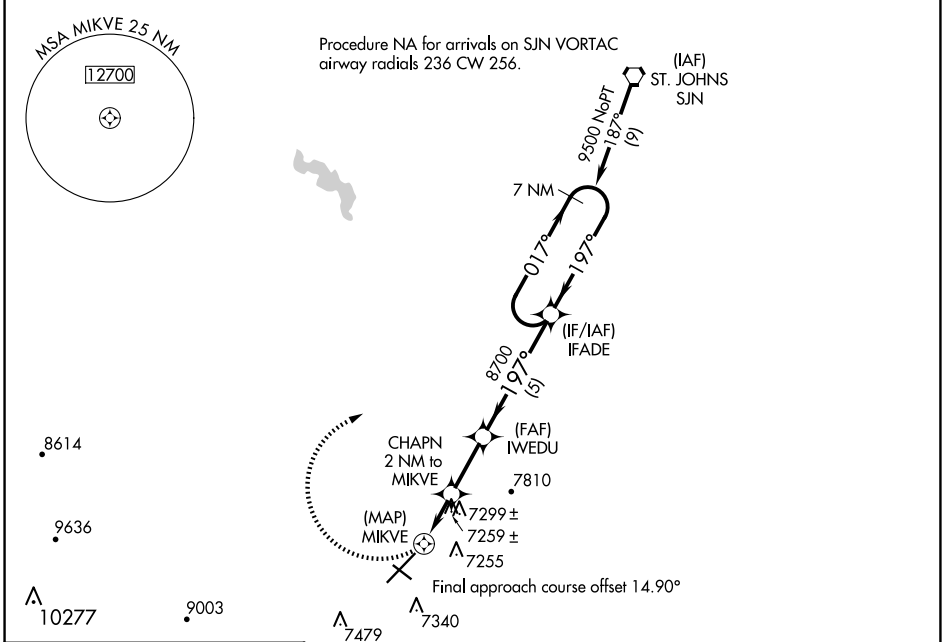 MSA MIKVE 25 NM
12700
Procedure NA for arrivals on SJN VORTAC
airway radials 236 CW 256.
(IAF)
ST. JOHNS
SJN
9500 NoPT
187°
(9)
7 NM
017°
197°
(IF/IAF)
IFADE
8700
197°
(5)
(FAF)
IWEDU
CHAPN
2 NM to
MIKVE
8614
7810
7299 ±
7259 ±
(MAP)
MIKVE
9636
7255
Final approach course offset 14.90°
10277
9003
7340
7479